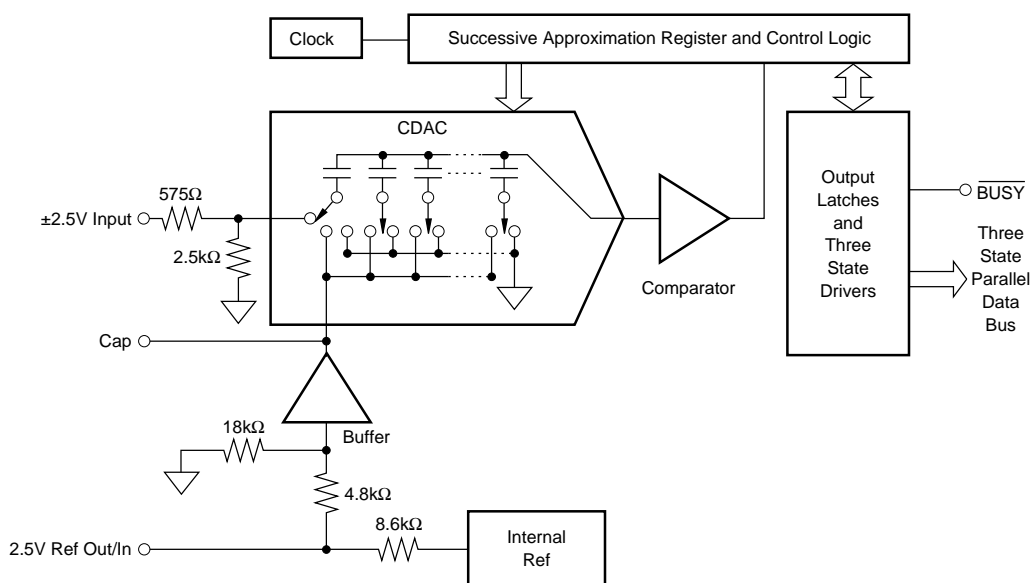 Clock
Successive Approximation Register and Control Logic
CDAC
575Ω
±2.5V Input
2.5kΩ
Comparator
Output
Latches
and
Three
State
Drivers
BUSY
Three
State
Parallel
Data
Bus
Cap
Buffer
18kΩ
4.8kΩ
8.6kΩ
2.5V Ref Out/In
Internal
Ref